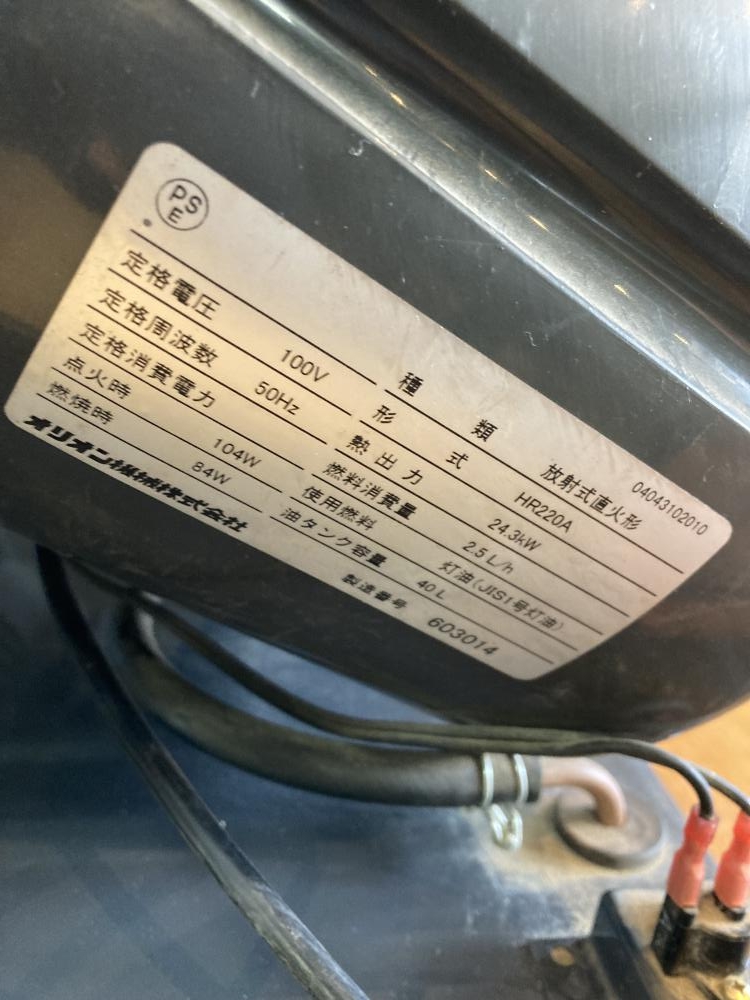 PSE
04043102010
定格電圧 100V
定格周波数 50Hz
定格消費電力
点火時 104W
燃焼時 84W
オリオン機械株式会社
種類 放射式直火形
形式 HR220A
熱出力 24.3kW
燃料消費量 2.5L/h
使用燃料 灯油(JIS1号灯油)
油タンク容量 40L
製造番号 603014